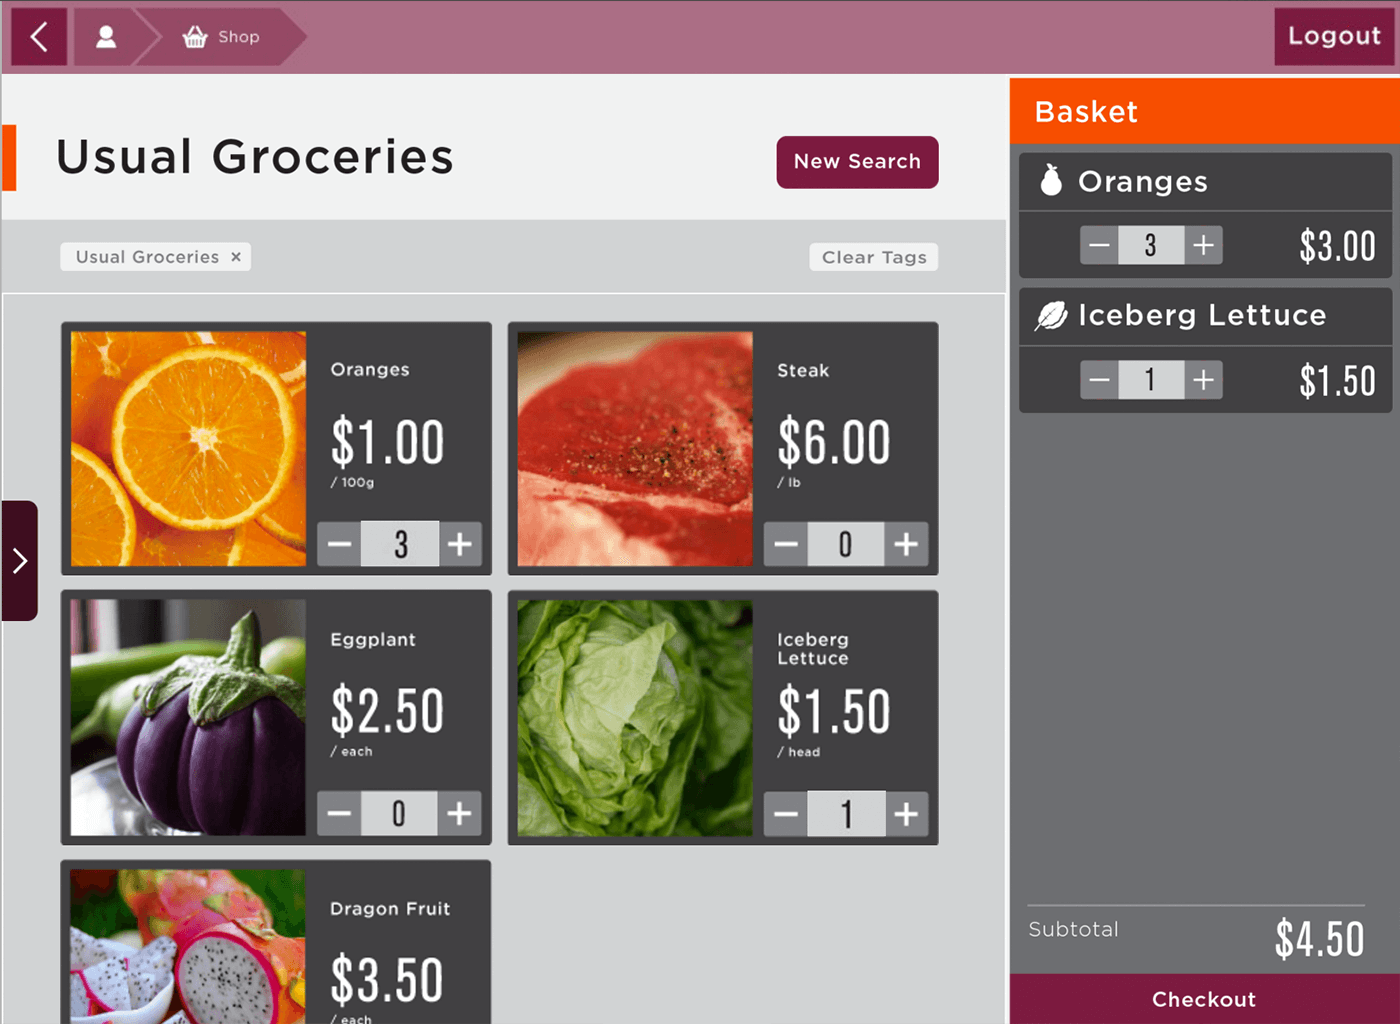 Shop
Logout
Usual Groceries
New Search
Usual Groceries ×
Clear Tags
Oranges
$1.00
/ 100g
− 3 +
Steak
$6.00
/ lb
− 0 +
Eggplant
$2.50
/ each
− 0 +
Iceberg
Lettuce
$1.50
/ head
− 1 +
Dragon Fruit
$3.50
/ each
Basket
Oranges
− 3 + $3.00
Iceberg Lettuce
− 1 + $1.50
Subtotal $4.50
Checkout